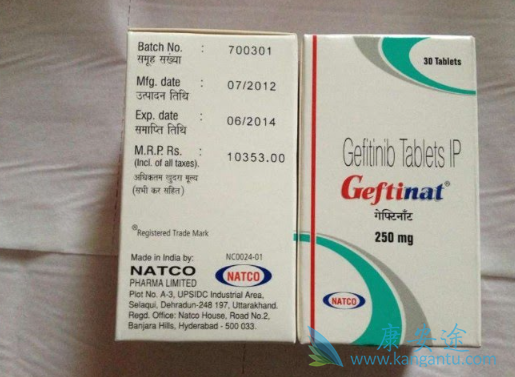 Batch No. : 700301
समूह संख्या
Mfg. date : 07/2012
उत्पादन तिथि
Exp. date : 06/2014
समाप्ति तिथि
M.R.P. Rs. : 10353.00
(Incl. of all taxes).
अधिकतम खुदरा मूल्य
(सभी कर सहित)
®Registered Trade Mark
Made in India by: NC0024-01
NATCO
PHARMA LIMITED
NATCO
Plot No. A-3, UPSIDC Industrial Area,
Selaqui, Dehradun-248 197, Uttarakhand.
Regd. Office: Natco House, Road No.2,
Banjara Hills, Hyderabad - 500 033.
30 Tablets
Gefitinib Tablets IP
Geftinat®
गेफ्टिनॉट
250 mg
NATCO
康安途
www.kangantu.com